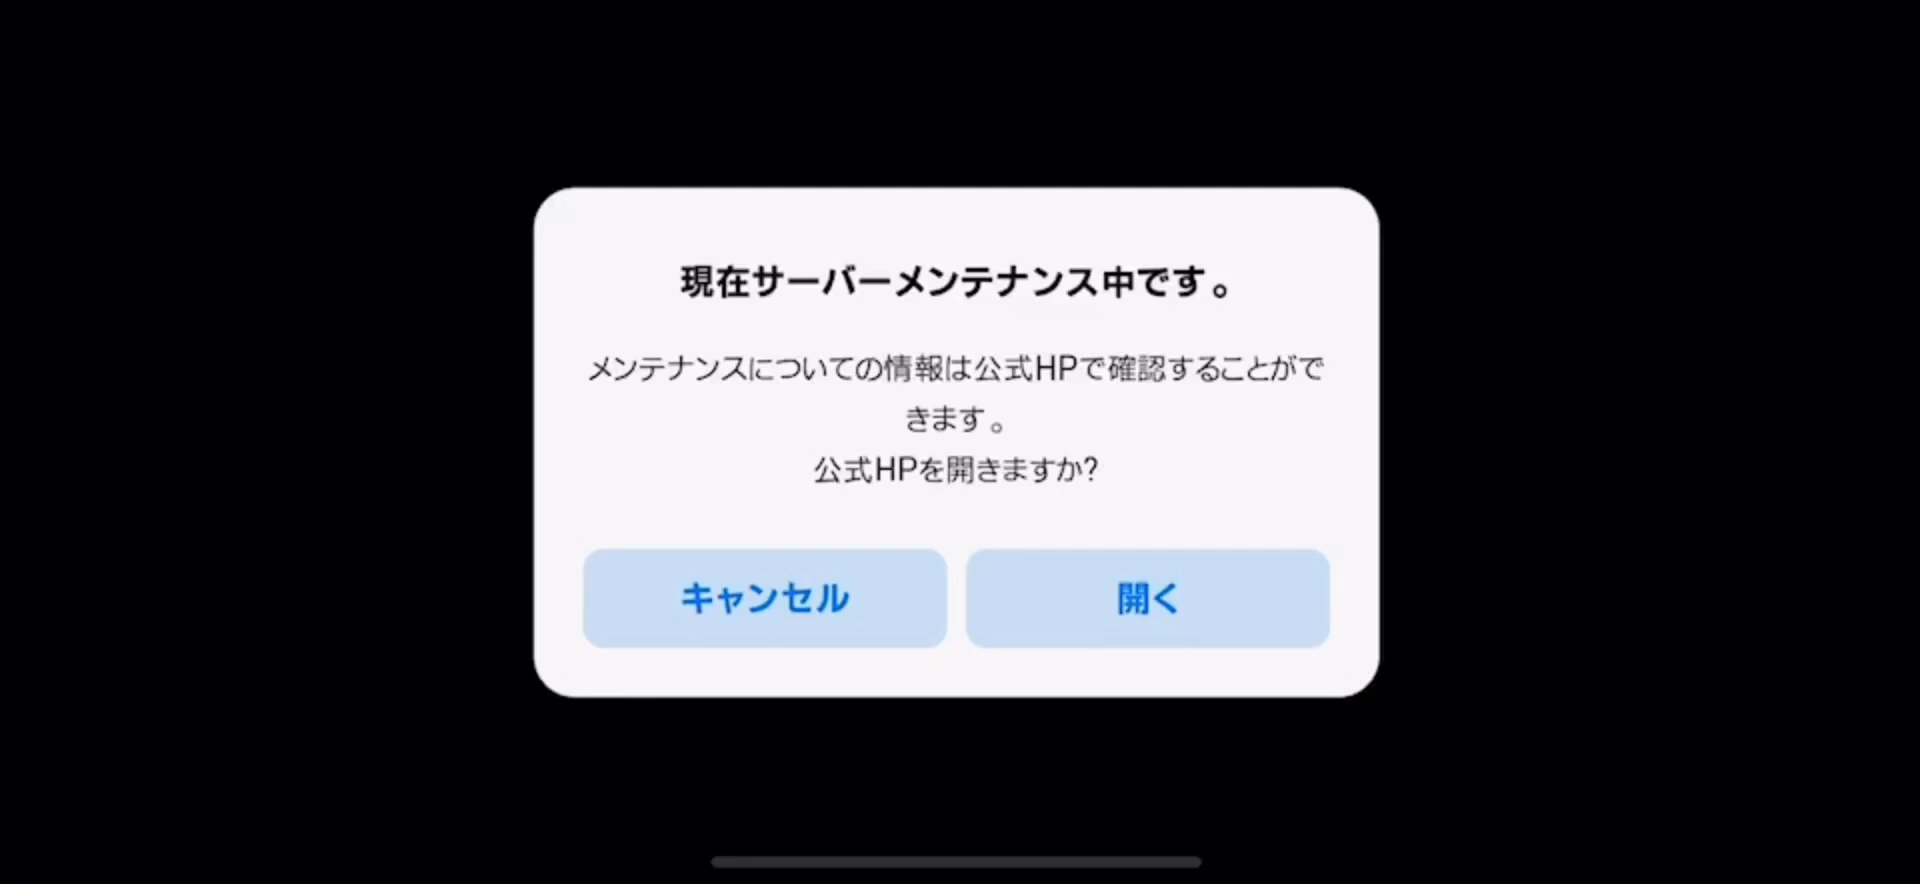 現在サーバーメンテナンス中です。
メンテナンスについての情報は公式HPで確認することがで
きます。
公式HPを開きますか?
キャンセル
開く